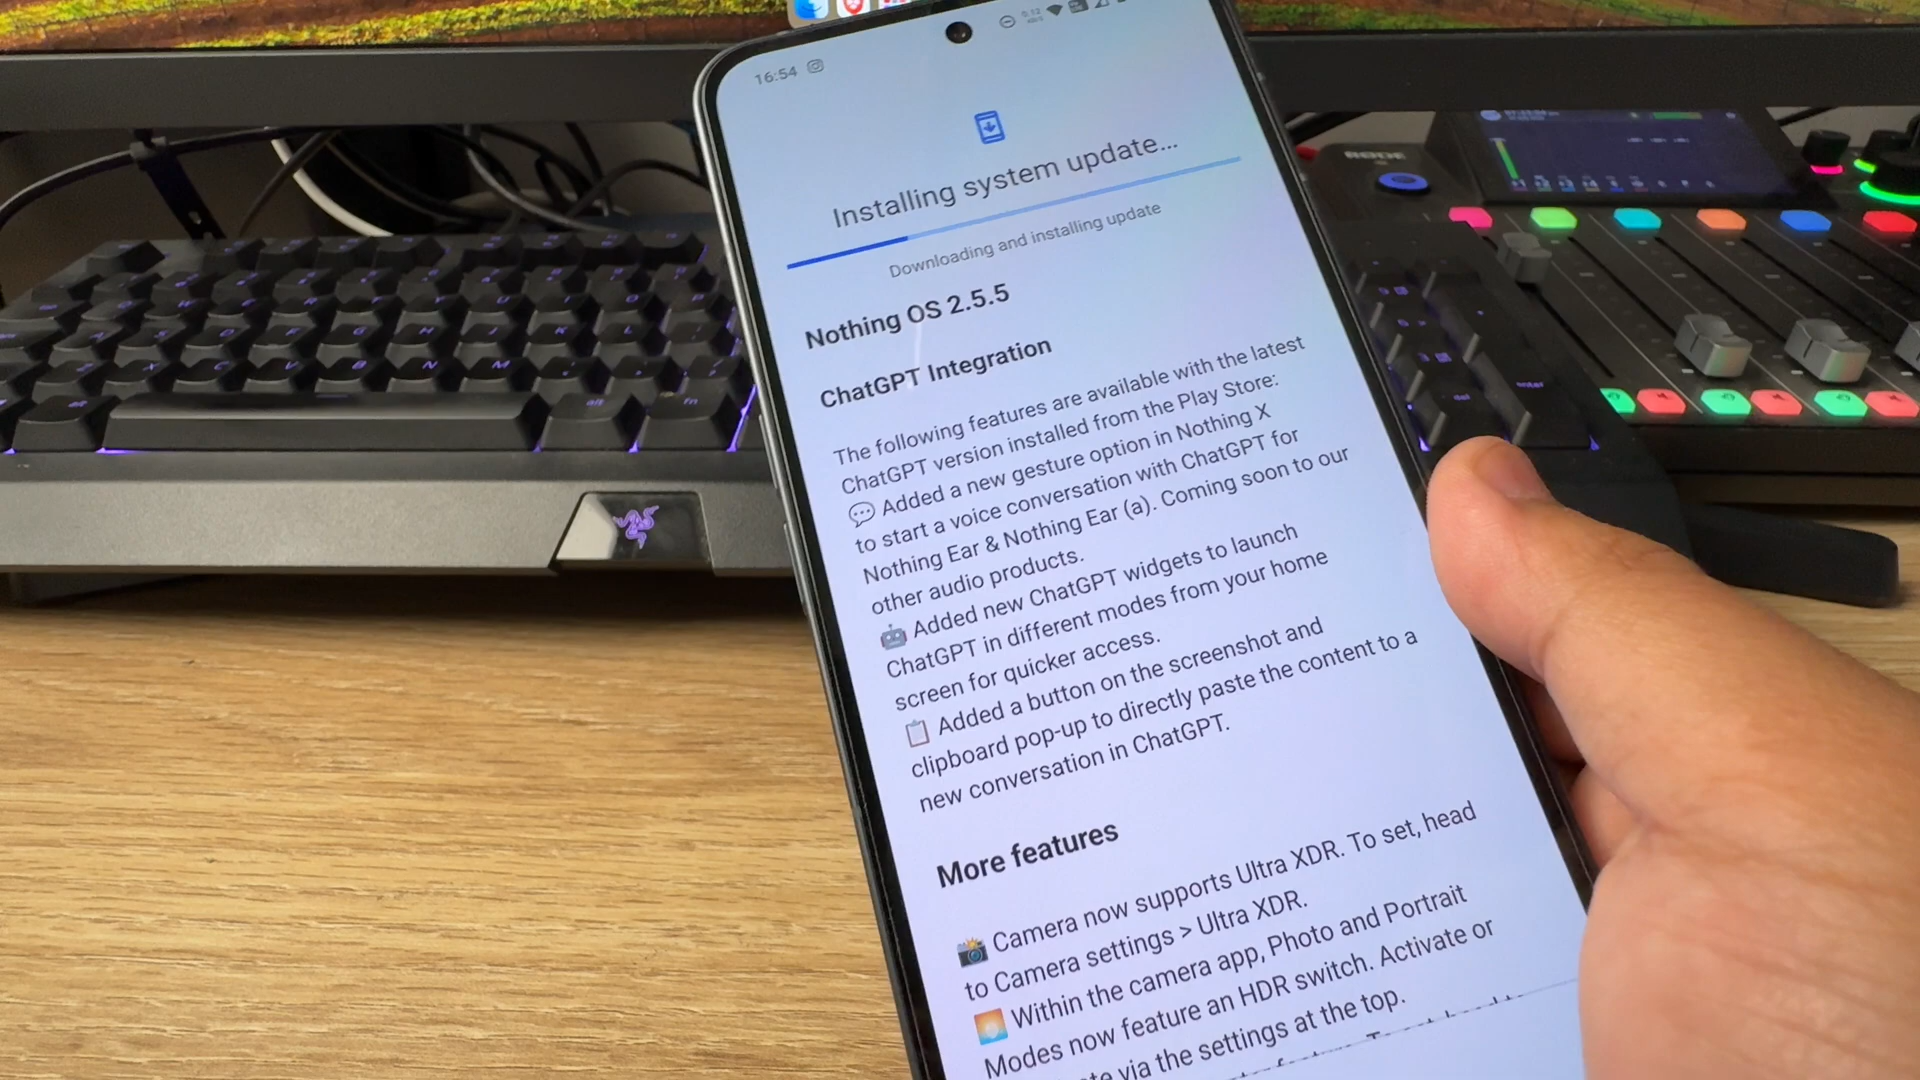 16:54
Installing system update...
Downloading and installing update
Nothing OS 2.5.5
ChatGPT Integration
The following features are available with the latest
ChatGPT version installed from the Play Store:
💬 Added a new gesture option in Nothing X
to start a voice conversation with ChatGPT for
Nothing Ear & Nothing Ear (a). Coming soon to our
other audio products.
🤖 Added new ChatGPT widgets to launch
ChatGPT in different modes from your home
screen for quicker access.
📋 Added a button on the screenshot and
clipboard pop-up to directly paste the content to a
new conversation in ChatGPT.
More features
📸 Camera now supports Ultra XDR. To set, head
to Camera settings > Ultra XDR.
🌅 Within the camera app, Photo and Portrait
Modes now feature an HDR switch. Activate or
via the settings at the top.
RODE
alt
fn
enter
del